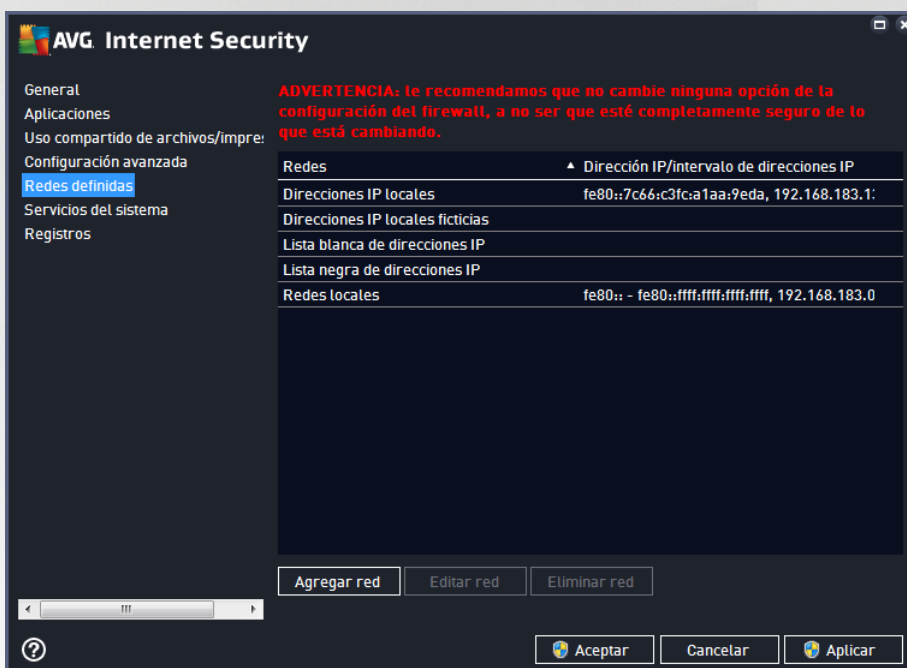 AVG Internet Security
General
Aplicaciones
Uso compartido de archivos/impre
Configuración avanzada
Redes definidas
Servicios del sistema
Registros
ADVERTENCIA: le recomendamos que no cambie ninguna opción de la
configuración del firewall, a no ser que esté completamente seguro de lo
que está cambiando.
Redes ▲ Dirección IP/intervalo de direcciones IP
Direcciones IP locales fe80::7c66:c3fc:a1aa:9eda, 192.168.183.1
Direcciones IP locales ficticias
Lista blanca de direcciones IP
Lista negra de direcciones IP
Redes locales fe80:: - fe80::ffff:ffff:ffff:ffff, 192.168.183.0
Agregar red Editar red Eliminar red
? Aceptar Cancelar Aplicar